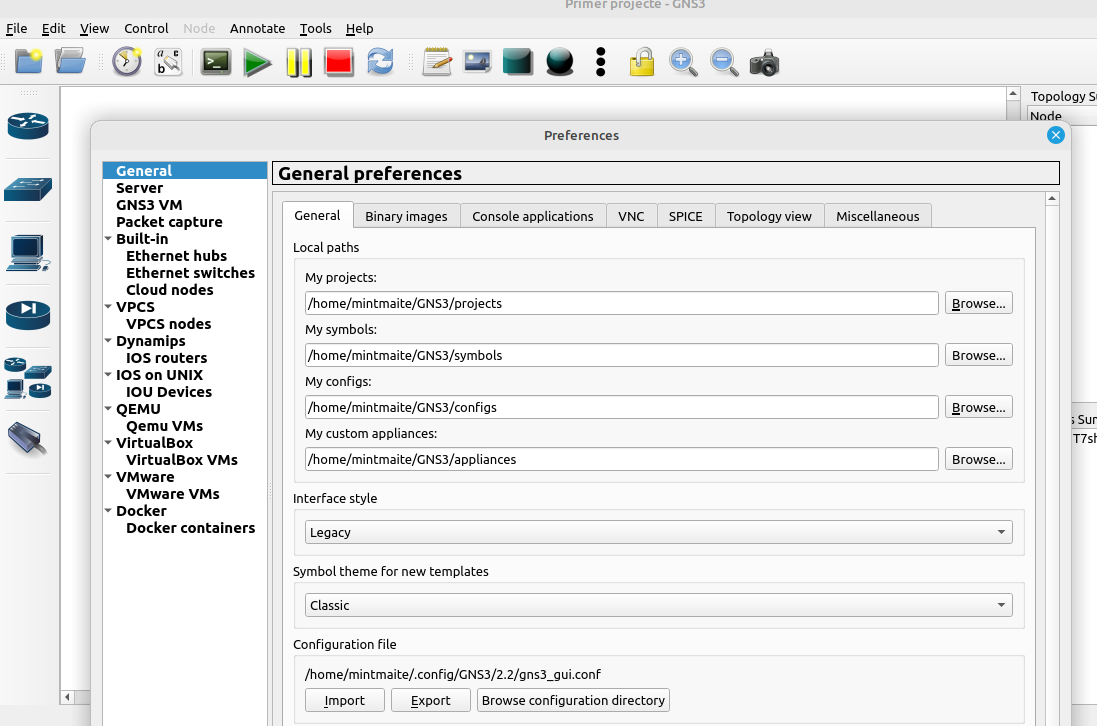 Primer projecte - GNS3
File Edit View Control Node Annotate Tools Help
Topology
Node
Preferences
General
Server
GNS3 VM
Packet capture
Built-in
Ethernet hubs
Ethernet switches
Cloud nodes
VPCS
VPCS nodes
Dynamips
IOS routers
IOS on UNIX
IOU Devices
QEMU
Qemu VMs
VirtualBox
VirtualBox VMs
VMware
VMware VMs
Docker
Docker containers
General preferences
General Binary images Console applications VNC SPICE Topology view Miscellaneous
Local paths
My projects:
/home/mintmaite/GNS3/projects Browse...
My symbols:
/home/mintmaite/GNS3/symbols Browse...
My configs:
/home/mintmaite/GNS3/configs Browse...
My custom appliances:
/home/mintmaite/GNS3/appliances Browse...
Interface style
Legacy
Symbol theme for new templates
Classic
Configuration file
/home/mintmaite/.config/GNS3/2.2/gns3_gui.conf
Import Export Browse configuration directory